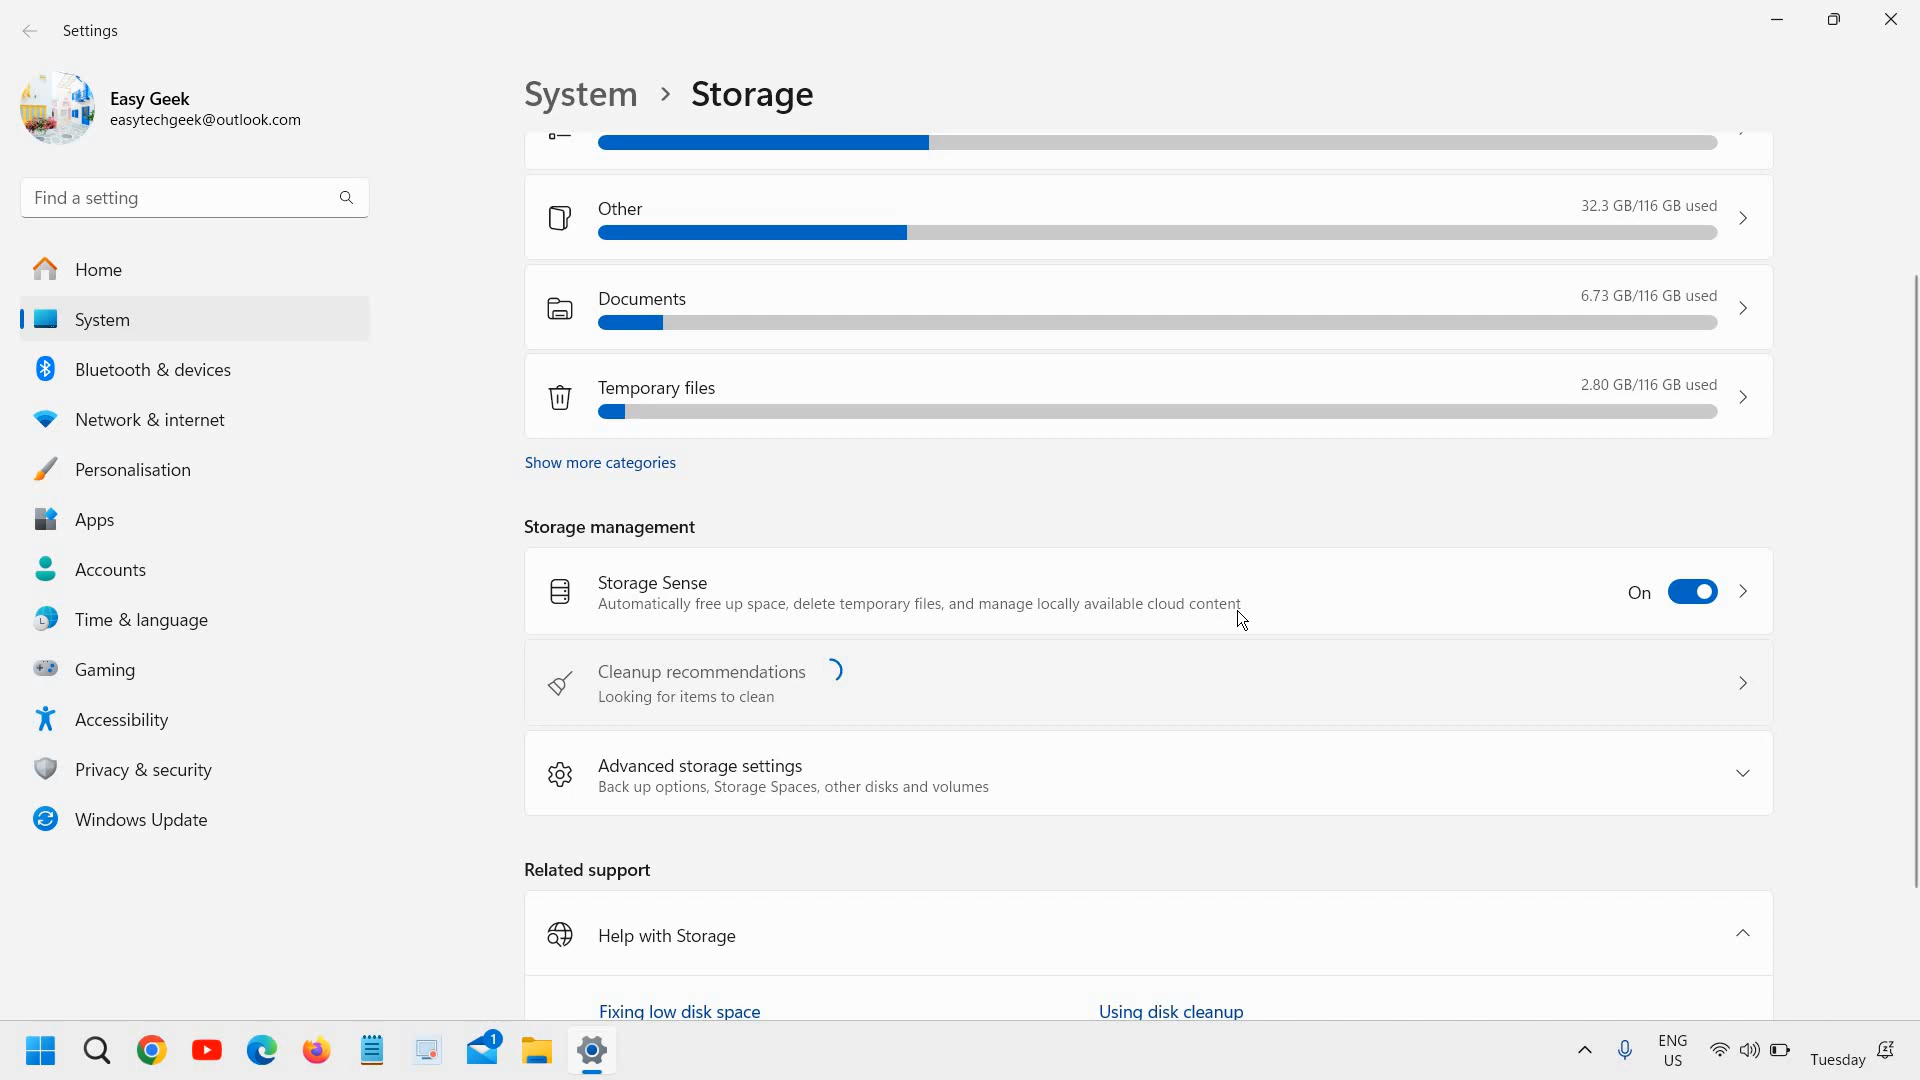 Settings
Easy Geek
easytechgeek@outlook.com
Find a setting
Home
System
Bluetooth & devices
Network & internet
Personalisation
Apps
Accounts
Time & language
Gaming
Accessibility
Privacy & security
Windows Update
System > Storage
Other
32.3 GB/116 GB used
Documents
6.73 GB/116 GB used
Temporary files
2.80 GB/116 GB used
Show more categories
Storage management
Storage Sense
Automatically free up space, delete temporary files, and manage locally available cloud content
On
Cleanup recommendations
Looking for items to clean
Advanced storage settings
Back up options, Storage Spaces, other disks and volumes
Related support
Help with Storage
Fixing low disk space
Using disk cleanup
1
ENG
US
Tuesday